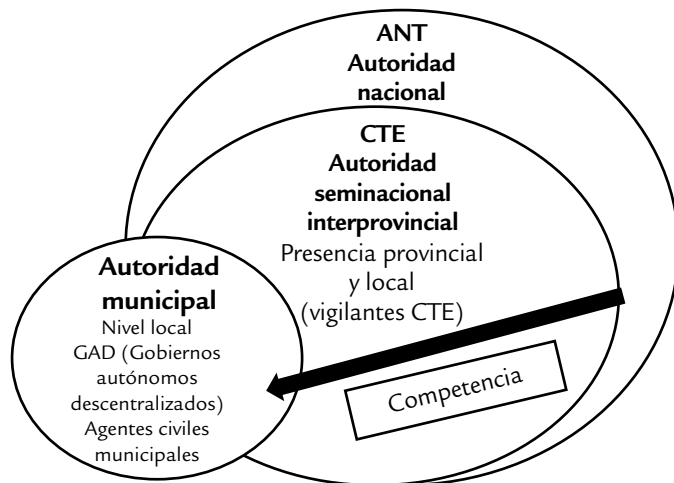 ANT
Autoridad
nacional
CTE
Autoridad
seminacional
interprovincial
Presencia provincial
y local
(vigilantes CTE)
Autoridad
municipal
Nivel local
GAD (Gobiernos
autónomos
descentralizados)
Agentes civiles
municipales
Competencia